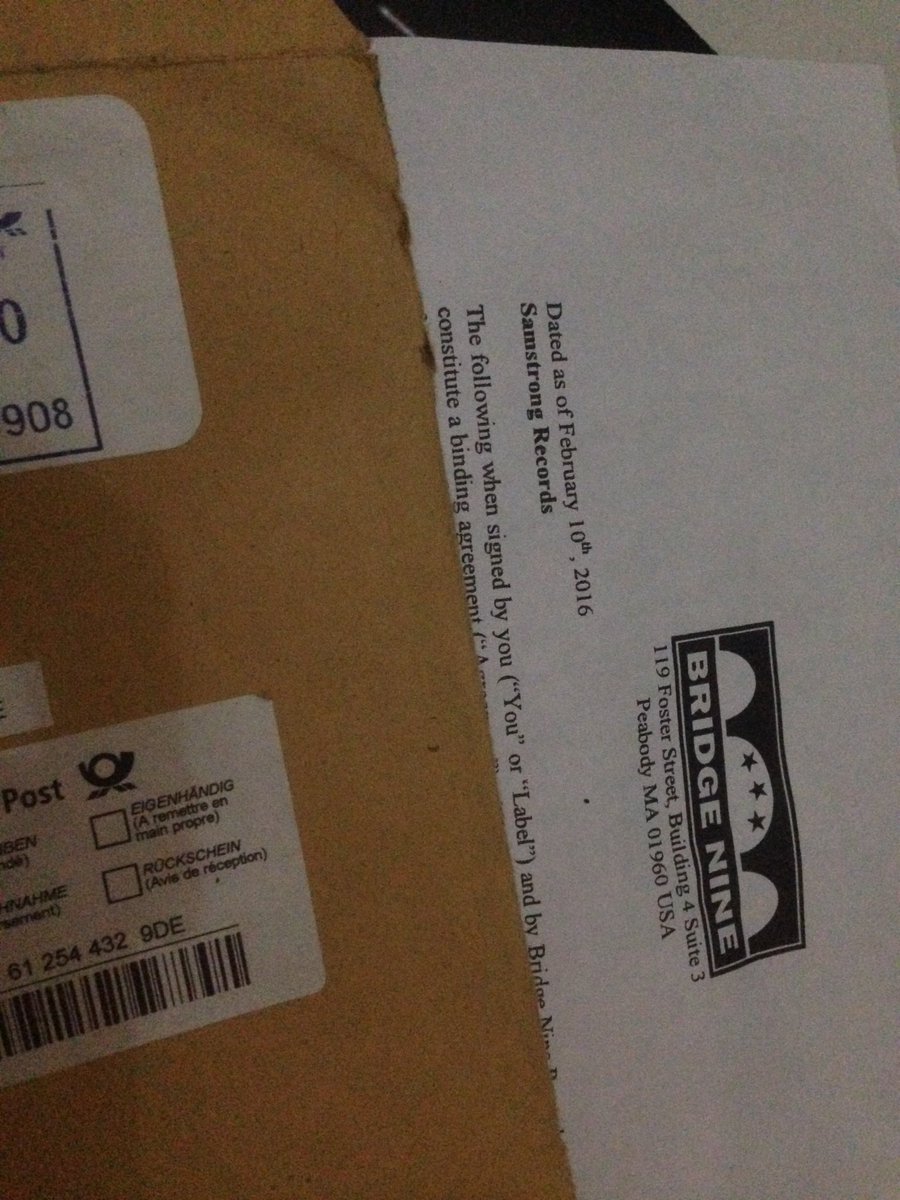 BRIDGE NINE
119 Foster Street, Building 4 Suite 3
Peabody MA 01960 USA
Dated as of February 10th, 2016
Samstrong Records
The following when signed by you (“You” or “Label”) and by Bridge Nine
constitute a binding agreement
0
908
Post
EIGENHÄNDIG
(A remettre en
main propre)
RÜCKSCHEIN
(Avis de réception)
61 254 432 9DE